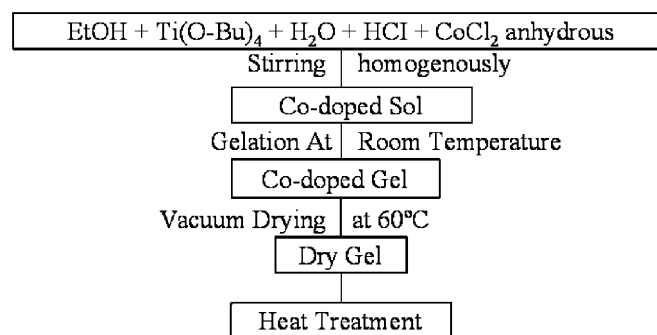 EtOH + Ti(O-Bu)₄ + H₂O + HCI + CoCl₂ anhydrous
Stirring homogenously
Co-doped Sol
Gelation At Room Temperature
Co-doped Gel
Vacuum Drying at 60ºC
Dry Gel
Heat Treatment